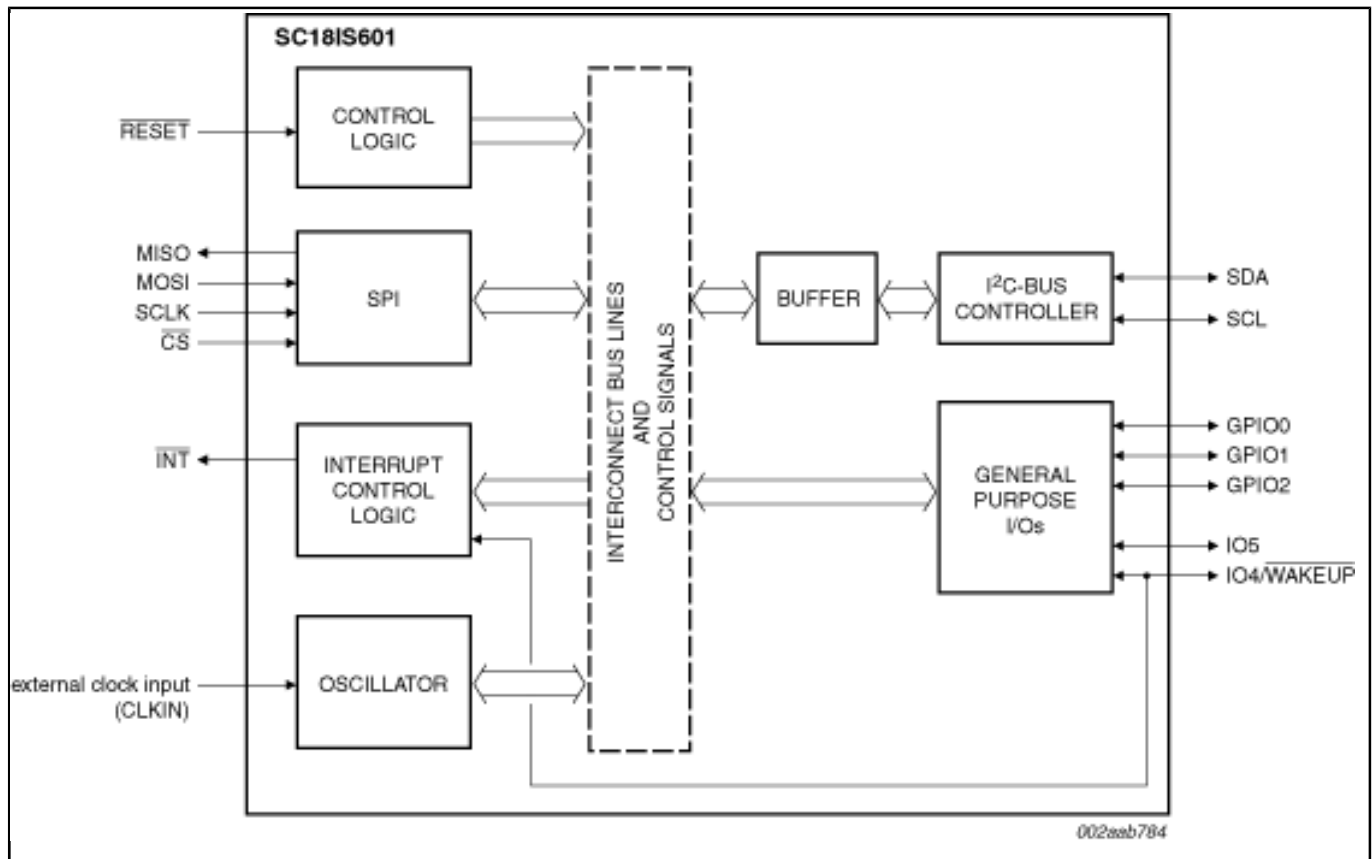 SC18IS601
RESET
CONTROL
LOGIC
MISO
MOSI
SCLK
CS
SPI
INT
INTERRUPT
CONTROL
LOGIC
external clock input
(CLKIN)
OSCILLATOR
INTERCONNECT BUS LINES
AND
CONTROL SIGNALS
BUFFER
I²C-BUS
CONTROLLER
SDA
SCL
GENERAL
PURPOSE
I/Os
GPIO0
GPIO1
GPIO2
IO5
IO4/WAKEUP
002aab784